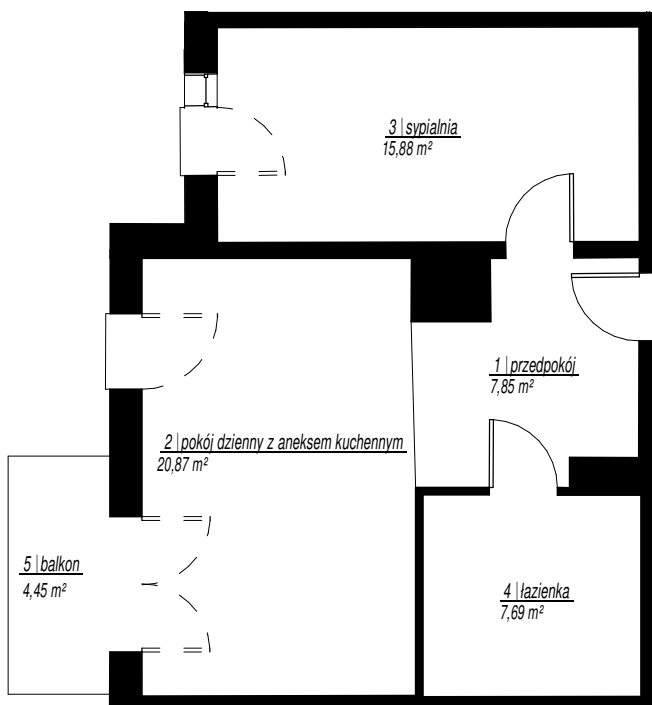 3 | sypialnia
15,88 m²
1 | przedpokój
7,85 m²
2 | pokój dzienny z aneksem kuchennym
20,87 m²
5 | balkon
4,45 m²
4 | łazienka
7,69 m²